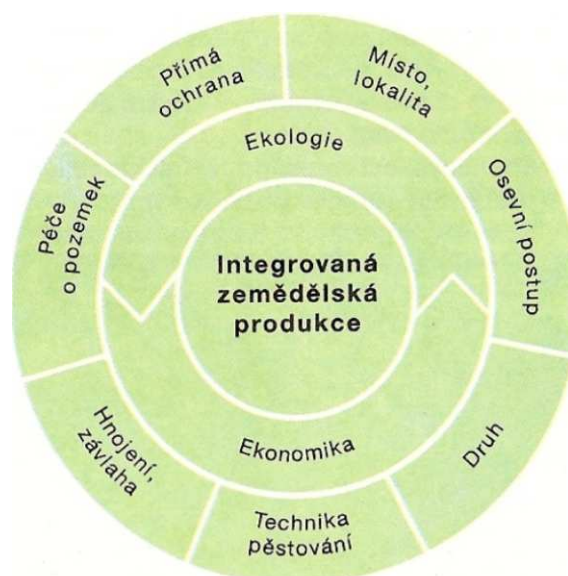 Přímá
ochrana
Místo,
lokalita
Osevní postup
Druh
Technika
pěstování
Hnojení,
závlaha
Péče
o pozemek
Ekologie
Integrovaná
zemědělská
produkce
Ekonomika